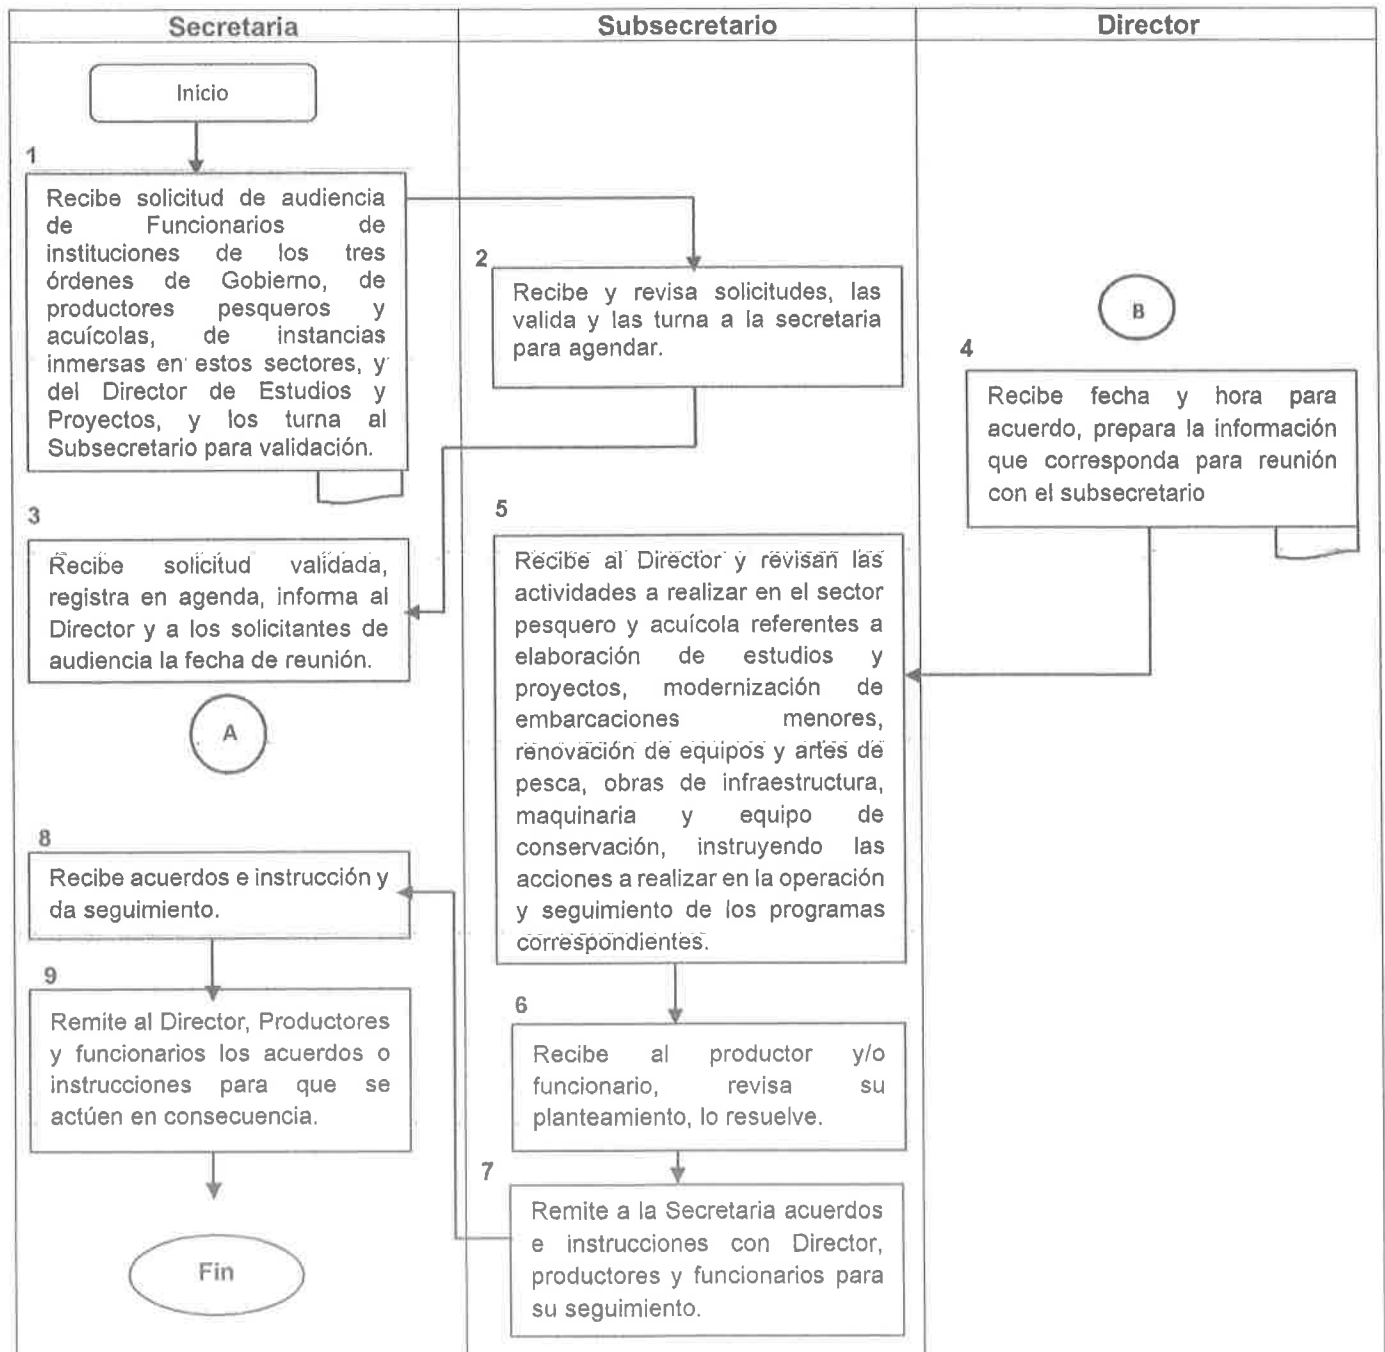 Secretaria
Subsecretario
Director
Inicio
1
Recibe solicitud de audiencia
de Funcionarios de
instituciones de los tres
órdenes de Gobierno, de
productores pesqueros y
acuícolas, de instancias
inmersas en estos sectores, y
del Director de Estudios y
Proyectos, y los turna al
Subsecretario para validación.
2
Recibe y revisa solicitudes, las
valida y las turna a la secretaria
para agendar.
3
Recibe solicitud validada,
registra en agenda, informa al
Director y a los solicitantes de
audiencia la fecha de reunión.
A
B
4
Recibe fecha y hora para
acuerdo, prepara la información
que corresponda para reunión
con el subsecretario
5
Recibe al Director y revisan las
actividades a realizar en el sector
pesquero y acuícola referentes a
elaboración de estudios y
proyectos, modernización de
embarcaciones menores,
renovación de equipos y artes de
pesca, obras de infraestructura,
maquinaria y equipo de
conservación, instruyendo las
acciones a realizar en la operación
y seguimiento de los programas
correspondientes.
6
Recibe al productor y/o
funcionario, revisa su
planteamiento, lo resuelve.
7
Remite a la Secretaria acuerdos
e instrucciones con Director,
productores y funcionarios para
su seguimiento.
8
Recibe acuerdos e instrucción y
da seguimiento.
9
Remite al Director, Productores
y funcionarios los acuerdos o
instrucciones para que se
actúen en consecuencia.
Fin